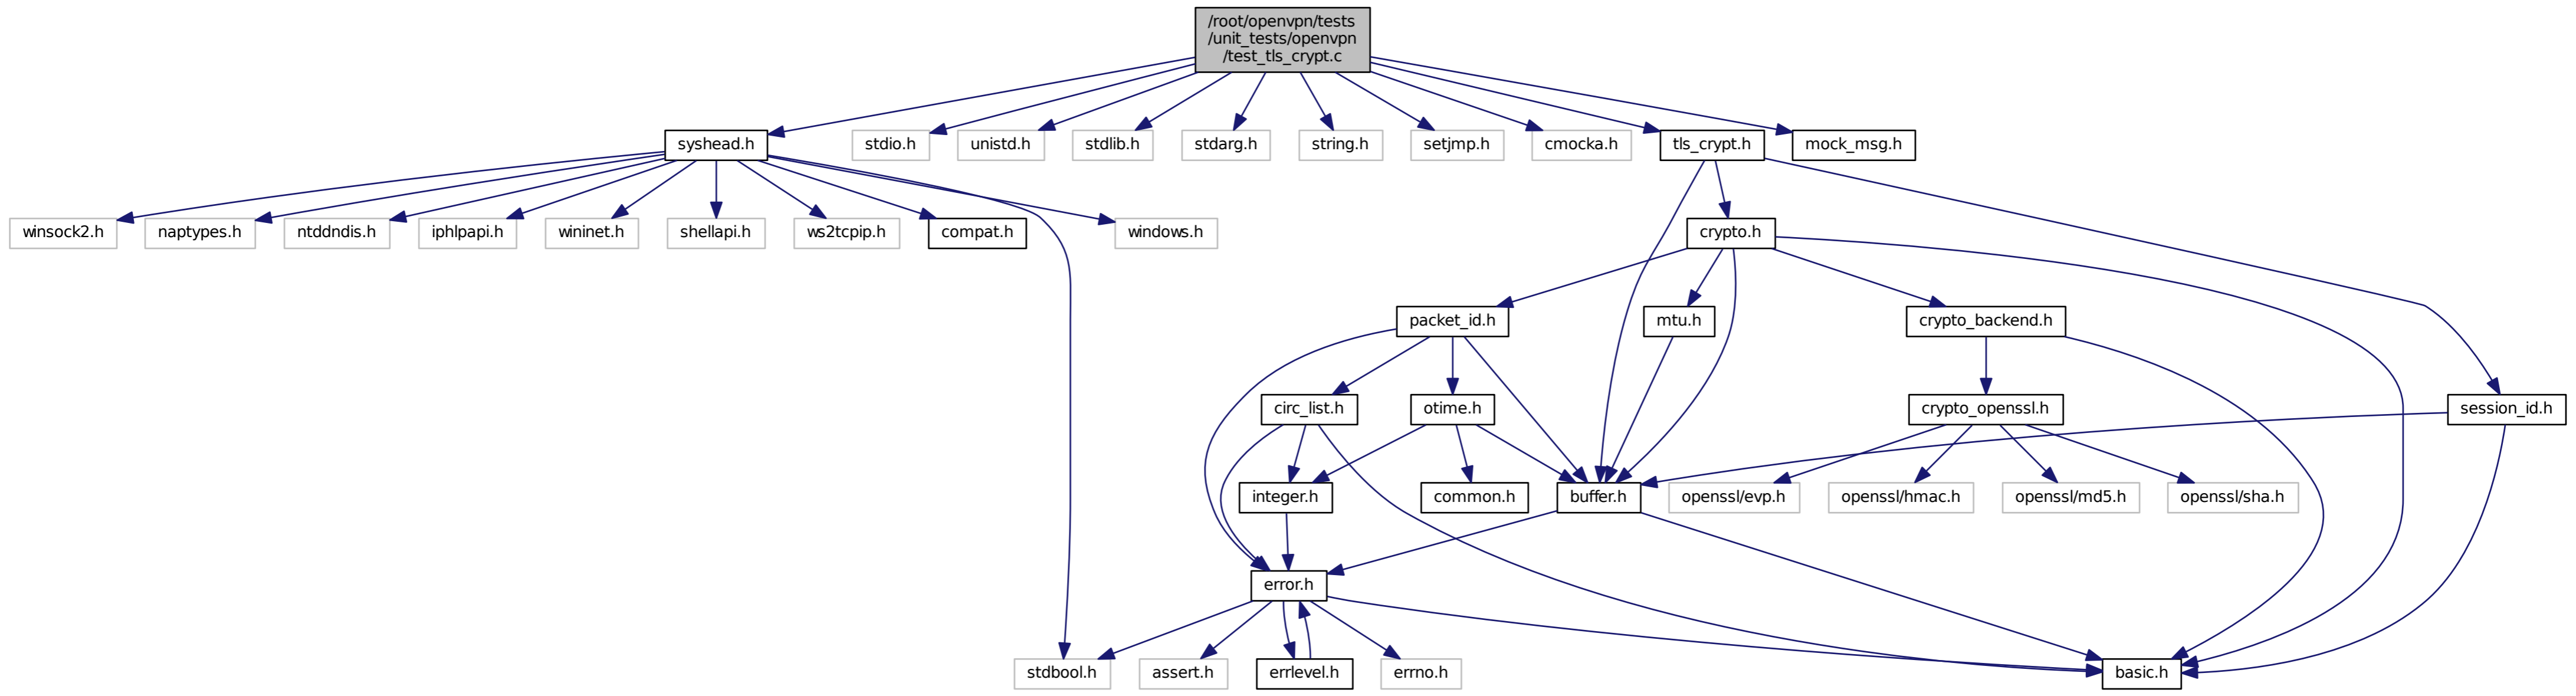 /root/openvpn/tests
/unit_tests/openvpn
/test_tls_crypt.c
syshead.h
stdio.h
unistd.h
stdlib.h
stdarg.h
string.h
setjmp.h
cmocka.h
tls_crypt.h
mock_msg.h
winsock2.h
naptypes.h
ntddndis.h
iphlpapi.h
wininet.h
shellapi.h
ws2tcpip.h
compat.h
windows.h
crypto.h
packet_id.h
mtu.h
crypto_backend.h
circ_list.h
otime.h
crypto_openssl.h
session_id.h
integer.h
common.h
buffer.h
openssl/evp.h
openssl/hmac.h
openssl/md5.h
openssl/sha.h
error.h
stdbool.h
assert.h
errlevel.h
errno.h
basic.h